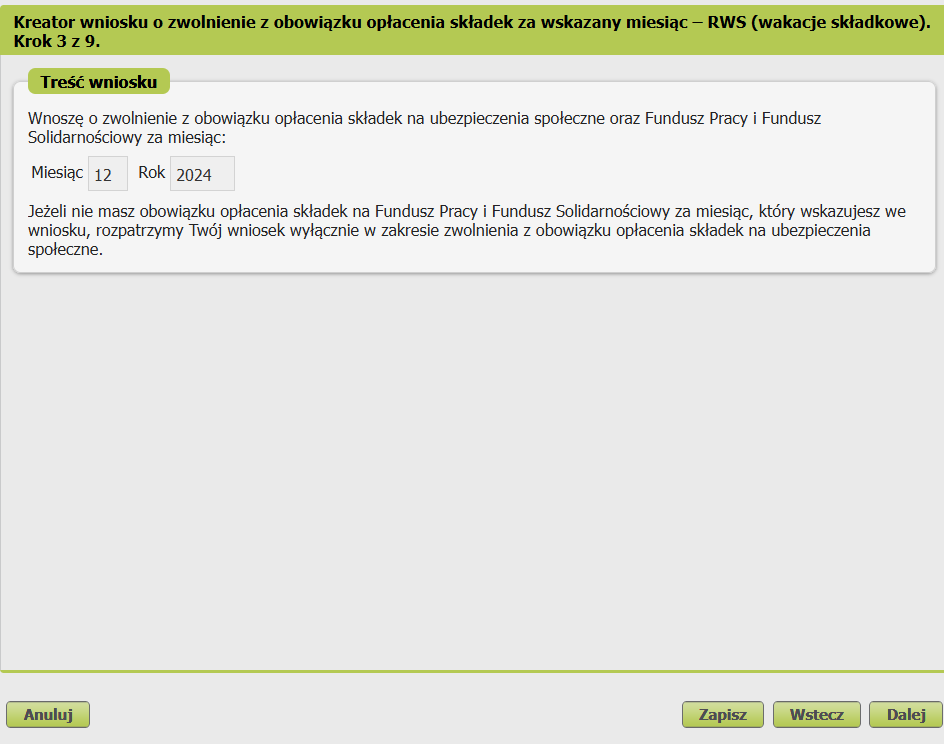 Kreator wniosku o zwolnienie z obowiązku opłacenia składek za wskazany miesiąc – RWS (wakacje składkowe).
Krok 3 z 9.
Treść wniosku
Wnoszę o zwolnienie z obowiązku opłacenia składek na ubezpieczenia społeczne oraz Fundusz Pracy i Fundusz
Solidarnościowy za miesiąc:
Miesiąc 12 Rok 2024
Jeżeli nie masz obowiązku opłacenia składek na Fundusz Pracy i Fundusz Solidarnościowy za miesiąc, który wskazujesz we
wniosku, rozpatrzymy Twój wniosek wyłącznie w zakresie zwolnienia z obowiązku opłacenia składek na ubezpieczenia
społeczne.
Anuluj Zapisz Wstecz Dalej